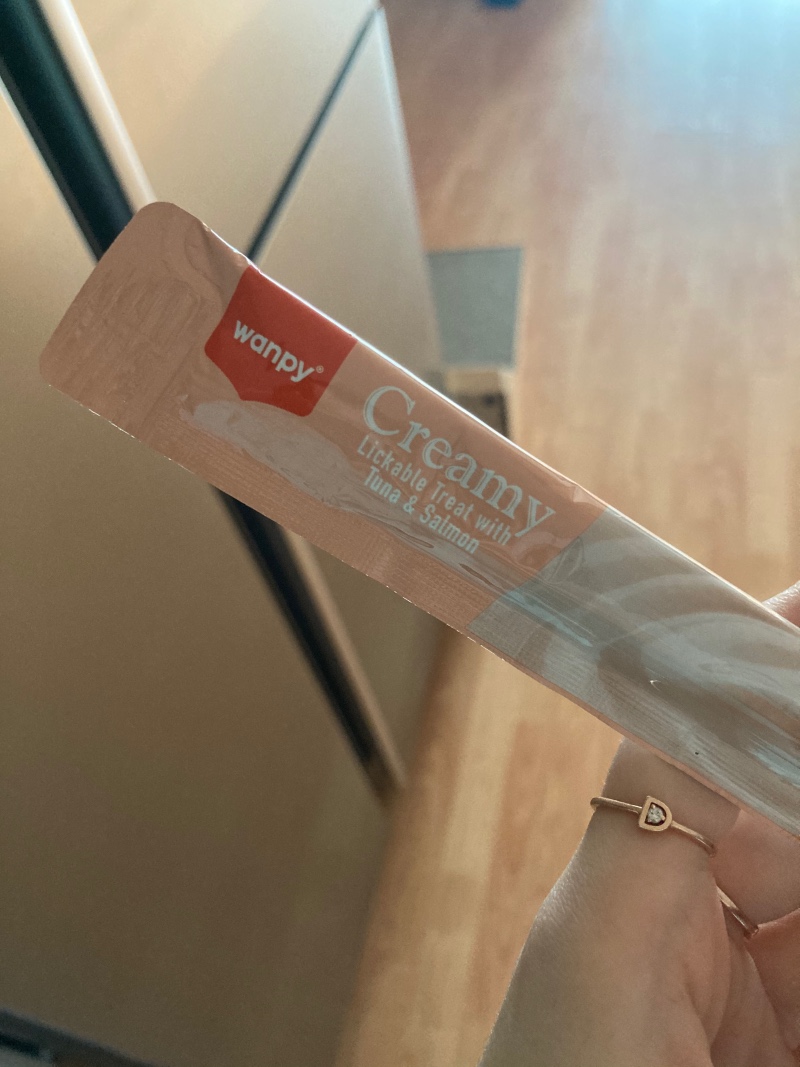 wanpy®
Creamy
Lickable Treat with
Tuna & Salmon